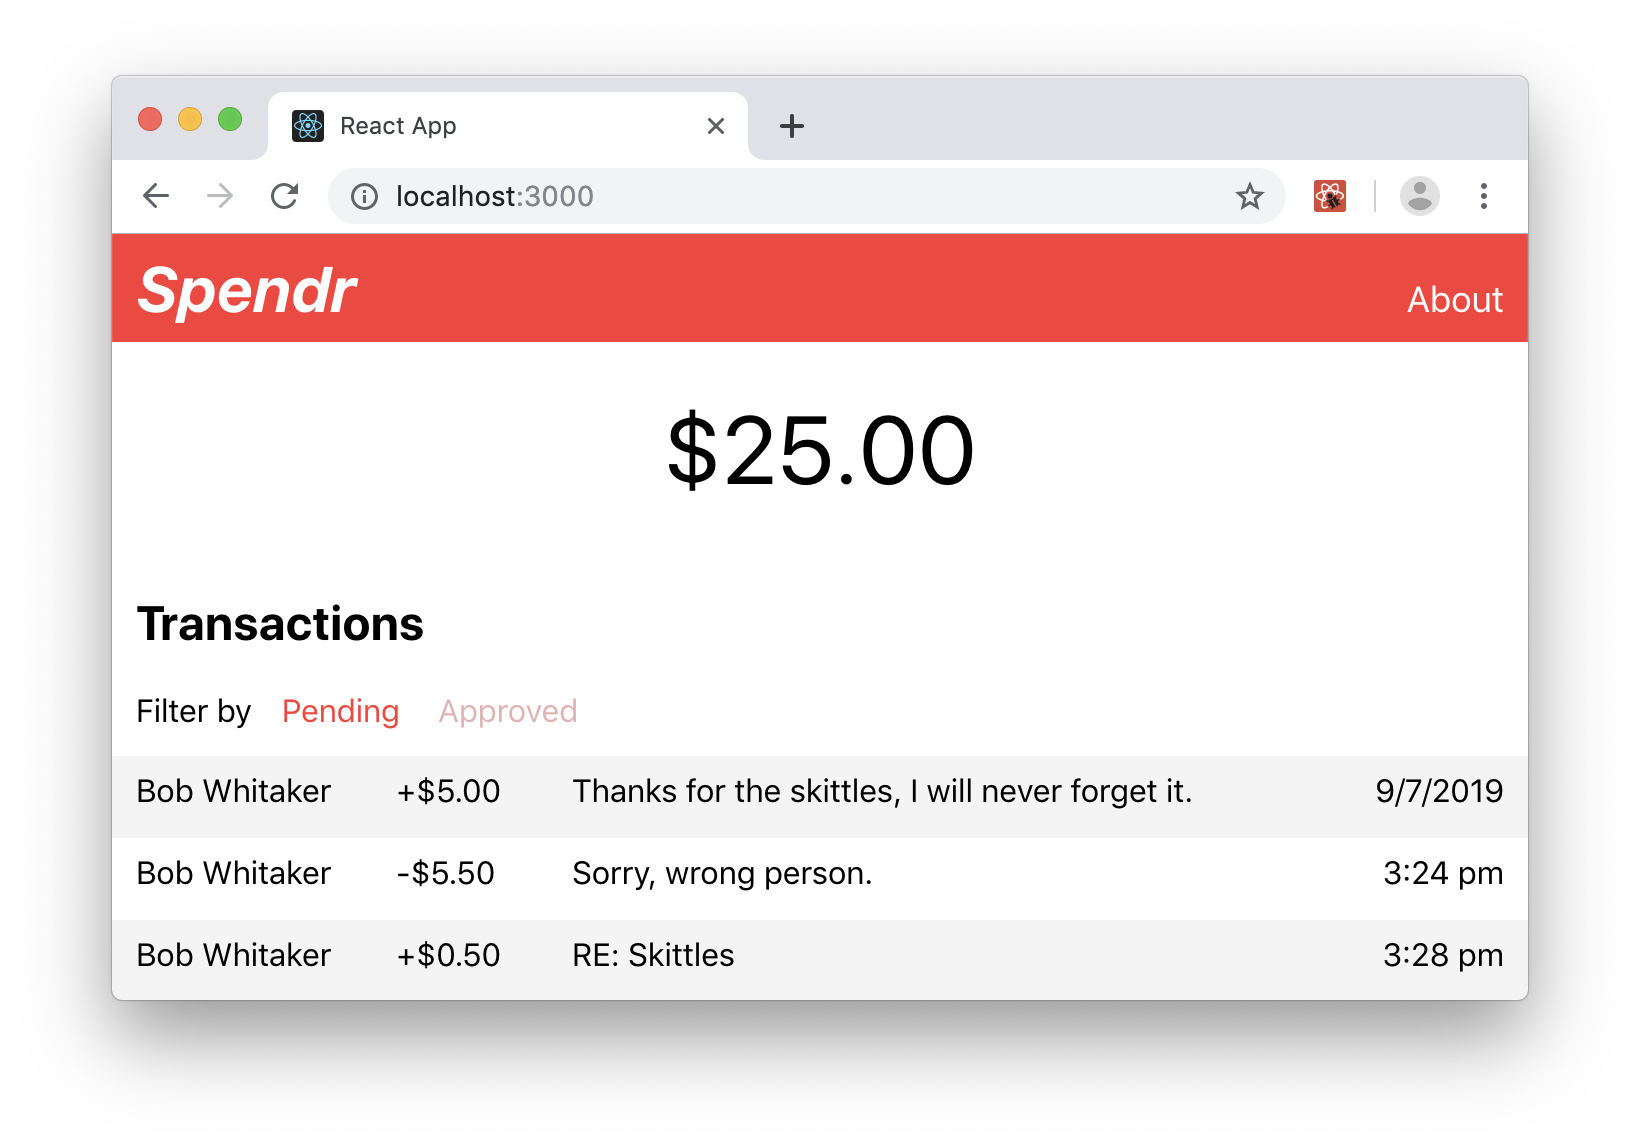 React App
localhost:3000
Spendr About
$25.00
Transactions
Filter by Pending Approved
Bob Whitaker +$5.00 Thanks for the skittles, I will never forget it. 9/7/2019
Bob Whitaker -$5.50 Sorry, wrong person. 3:24 pm
Bob Whitaker +$0.50 RE: Skittles 3:28 pm